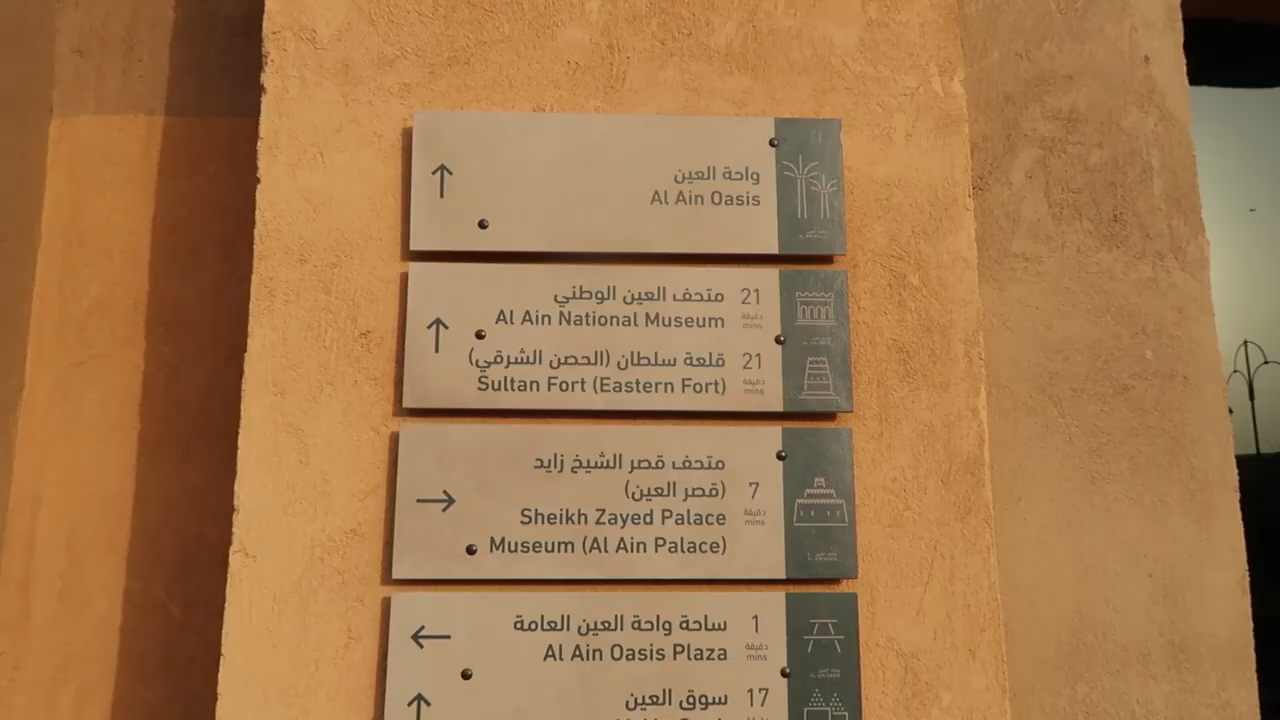 واحة العين
Al Ain Oasis
متحف العين الوطني
Al Ain National Museum
21
دقيقة
mins
قلعة سلطان (الحصن الشرقي)
Sultan Fort (Eastern Fort)
21
دقيقة
mins
متحف قصر الشيخ زايد
(قصر العين)
Sheikh Zayed Palace
Museum (Al Ain Palace)
7
دقيقة
mins
ساحة واحة العين العامة
Al Ain Oasis Plaza
1
دقيقة
mins
سوق العين
17